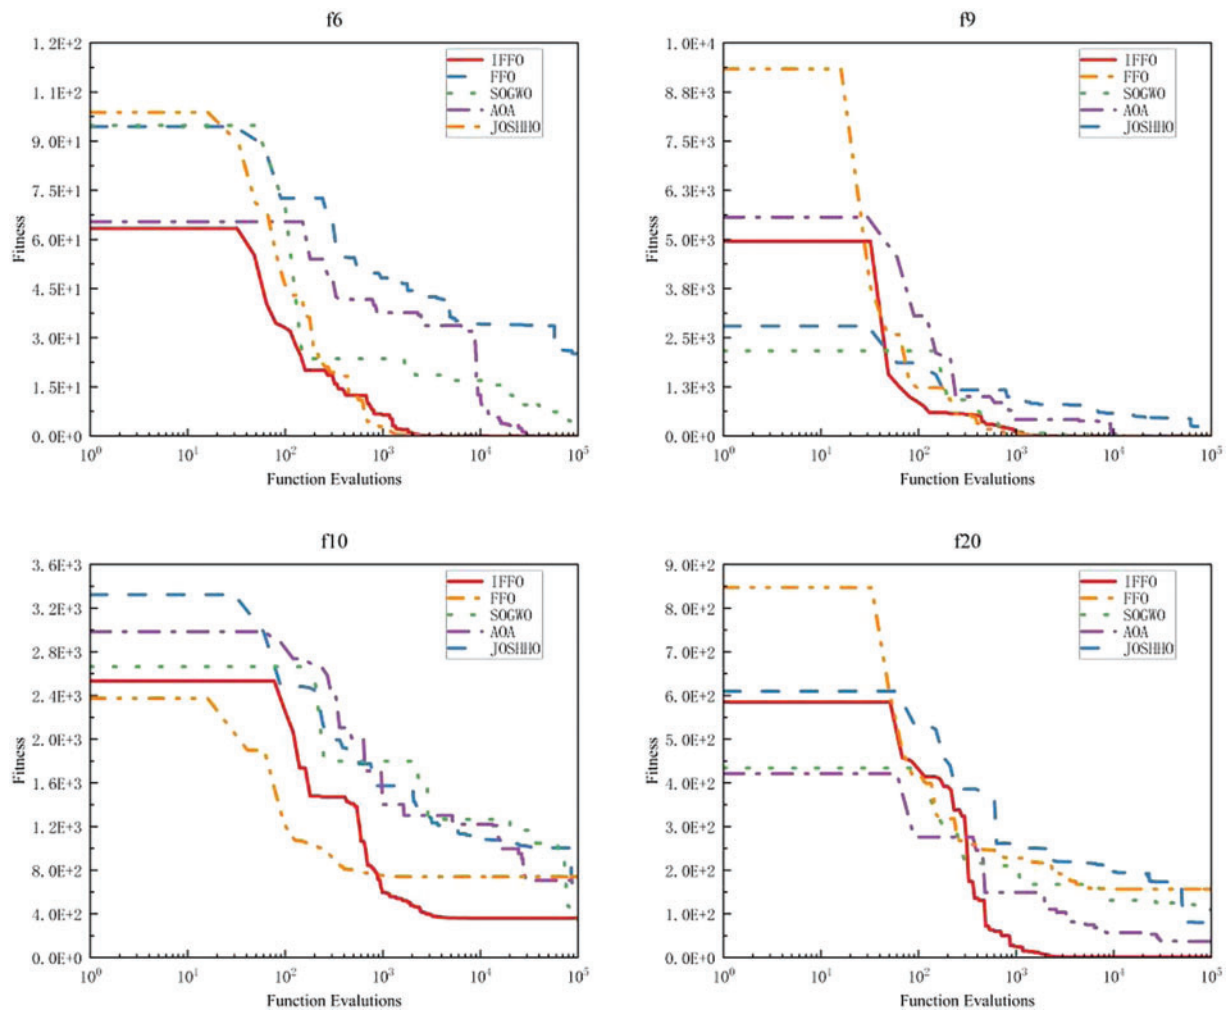 f6
1.2E+2
1.1E+2
9.0E+1
7.5E+1
6.0E+1
4.5E+1
3.0E+1
1.5E+1
0.0E+0
Fitness
10^0 10^1 10^2 10^3 10^4 10^5
Function Evalutions
IFFO
FFO
SOGWO
AOA
JOSHHO
f9
1.0E+4
8.8E+3
7.5E+3
6.3E+3
5.0E+3
3.8E+3
2.5E+3
1.3E+3
0.0E+0
Fitness
10^0 10^1 10^2 10^3 10^4 10^5
Function Evalutions
IFFO
FFO
SOGWO
AOA
JOSHHO
f10
3.6E+3
3.2E+3
2.8E+3
2.4E+3
2.0E+3
1.6E+3
1.2E+3
8.0E+2
4.0E+2
0.0E+0
Fitness
10^0 10^1 10^2 10^3 10^4 10^5
Function Evalutions
IFFO
FFO
SOGWO
AOA
JOSHHO
f20
9.0E+2
8.0E+2
7.0E+2
6.0E+2
5.0E+2
4.0E+2
3.0E+2
2.0E+2
1.0E+2
0.0E+0
Fitness
10^0 10^1 10^2 10^3 10^4 10^5
Function Evalutions
IFFO
FFO
SOGWO
AOA
JOSHHO